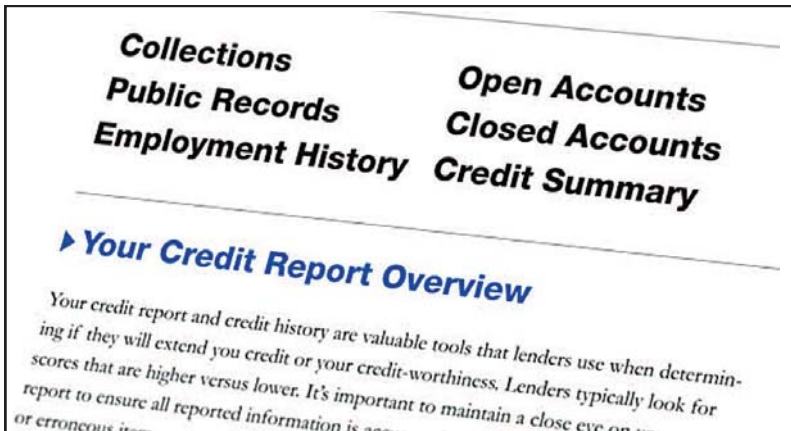 Collections
Public Records
Employment History
Open Accounts
Closed Accounts
Credit Summary
Your Credit Report Overview
Your credit report and credit history are valuable tools that lenders use when determin-
ing if they will extend you credit or your credit-worthiness. Lenders typically look for
scores that are higher versus lower. It's important to maintain a close eye on
report to ensure all reported information is
or erroneous